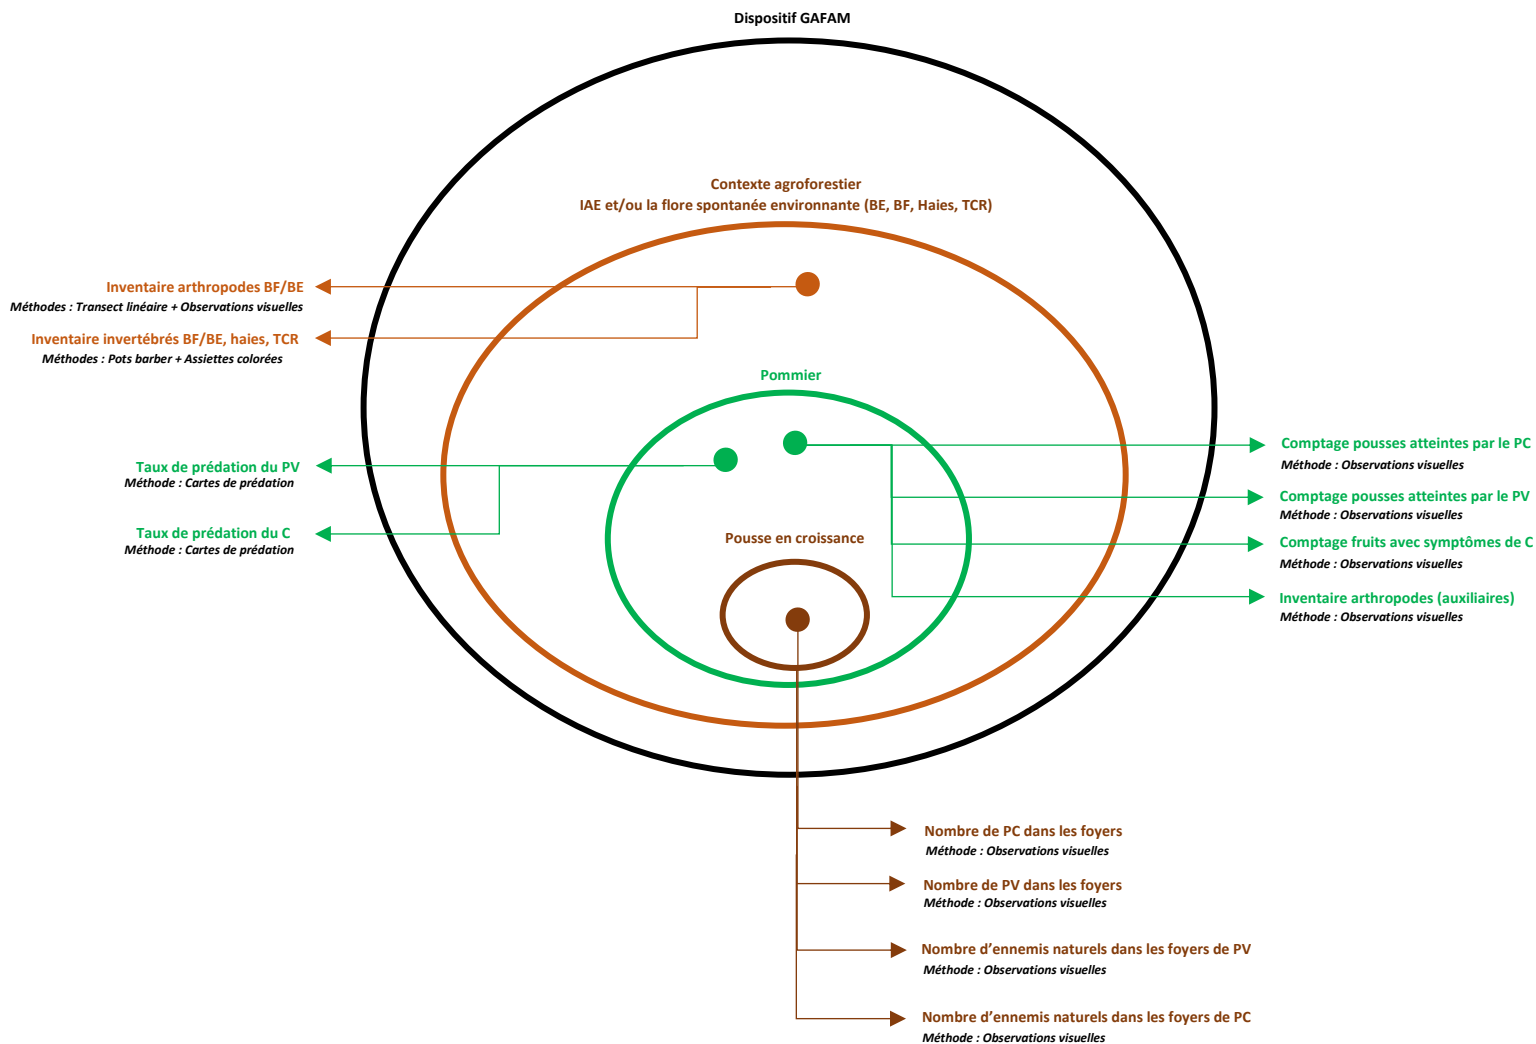 Dispositif GAFAM
Contexte agroforestier
IAE et/ou la flore spontanée environnante (BE, BF, Haies, TCR)
Inventaire arthropodes BF/BE
Méthodes : Transect linéaire + Observations visuelles
Inventaire invertébrés BF/BE, haies, TCR
Méthodes : Pots barber + Assiettes colorées
Pommier
Taux de prédation du PV
Méthode : Cartes de prédation
Taux de prédation du C
Méthode : Cartes de prédation
Comptage pousses atteintes par le PC
Méthode : Observations visuelles
Comptage pousses atteintes par le PV
Méthode : Observations visuelles
Comptage fruits avec symptômes de C
Méthode : Observations visuelles
Inventaire arthropodes (auxiliaires)
Méthode : Observations visuelles
Pousse en croissance
Nombre de PC dans les foyers
Méthode : Observations visuelles
Nombre de PV dans les foyers
Méthode : Observations visuelles
Nombre d’ennemis naturels dans les foyers de PV
Méthode : Observations visuelles
Nombre d’ennemis naturels dans les foyers de PC
Méthode : Observations visuelles